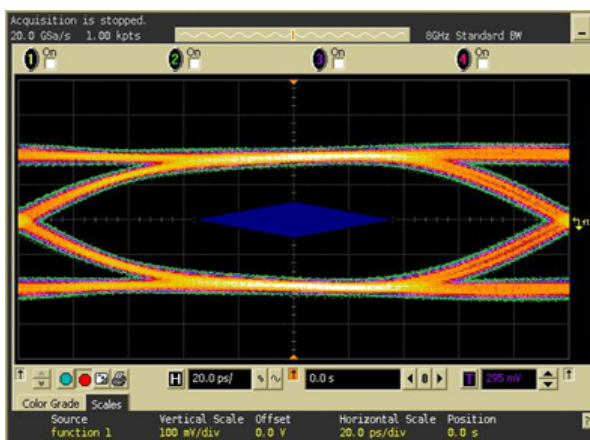 Acquisition is stopped.
20.0 GSa/s 1.00 kpts 8GHz Standard BW
1 On 2 On 3 On 4 On
H 20.0 ps/ 0.0 s 0 T 295 mV
Color Grade Scales
Source Vertical Scale Offset Horizontal Scale Position
function 1 100 mV/div 0.0 V 20.0 ps/div 0.0 s